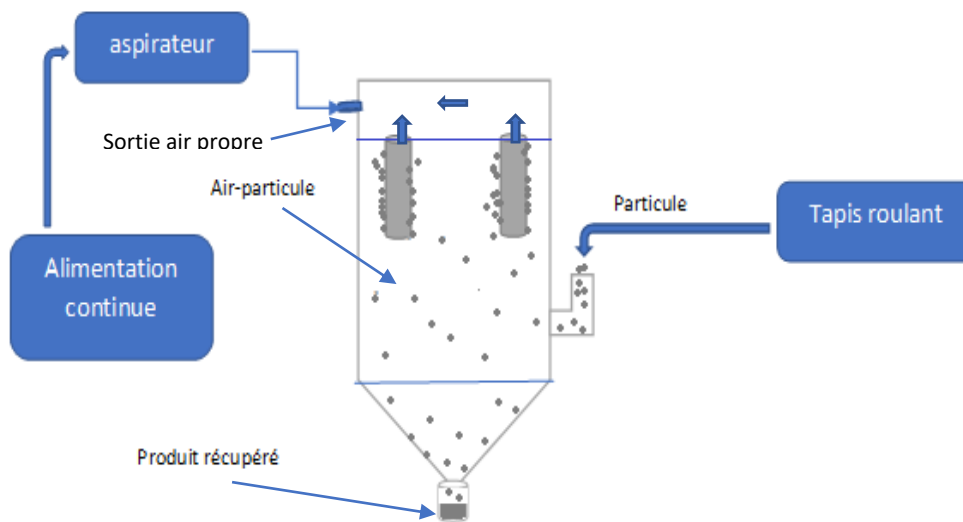 aspirateur
Sortie air propre
Air-particule
Particule
Tapis roulant
Alimentation
continue
Produit récupéré